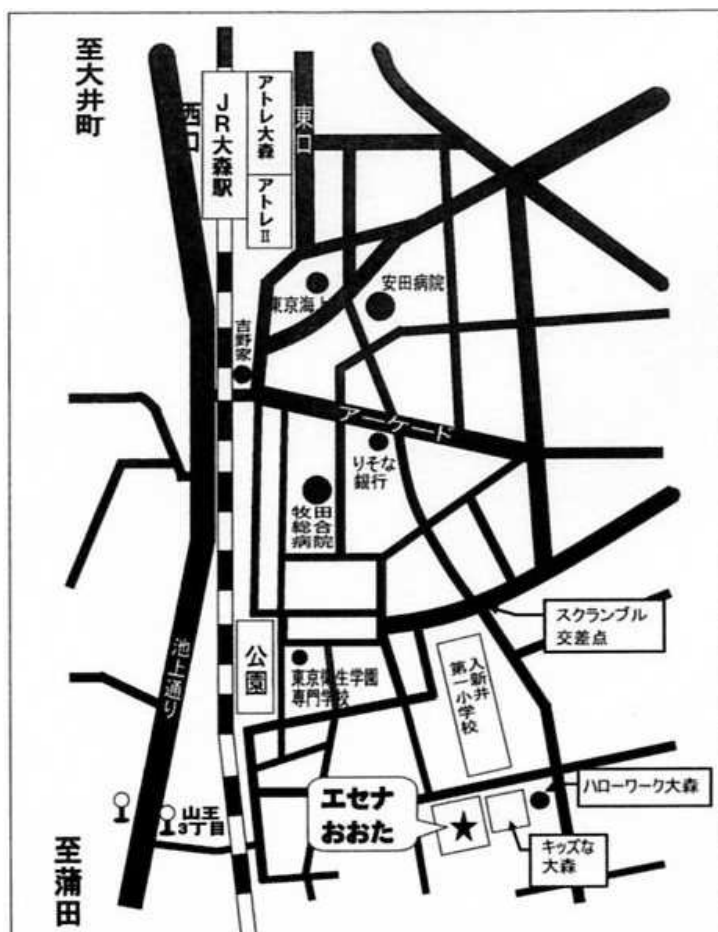 至大井町
西口
JR大森駅
アトレ大森
アトレⅡ
東口
東京海上
安田病院
吉野家
アーケード
りそな
銀行
牧田
総合
病院
スクランブル
交差点
公園
池上通り
東京衛生学園
専門学校
入新井
第一小学校
ハローワーク大森
エセナ
おおた
山王
3丁目
キッズな
大森
至蒲田